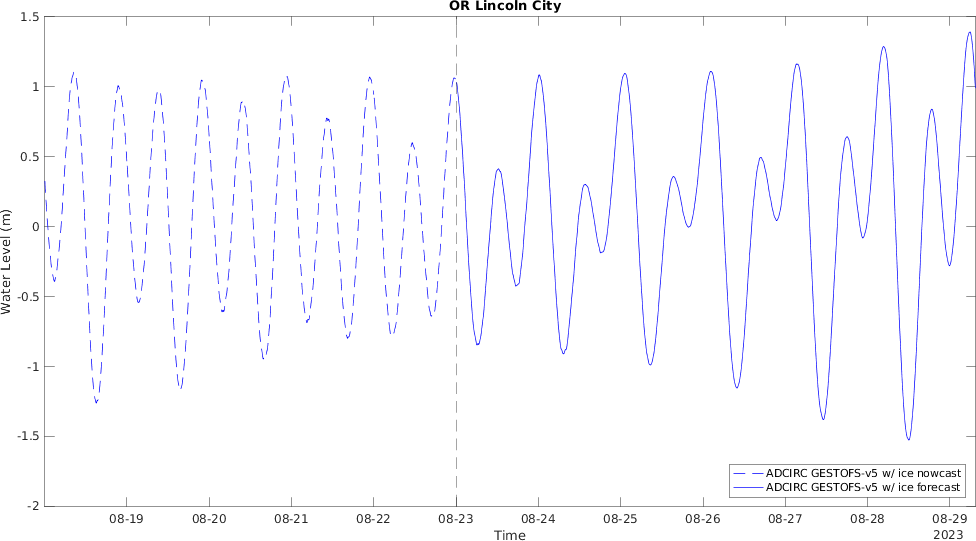 OR Lincoln City
1.5
1
0.5
0
-0.5
-1
-1.5
-2
Water Level (m)
08-19 08-20 08-21 08-22 08-23 08-24 08-25 08-26 08-27 08-28 08-29
2023
Time
ADCIRC GESTOFS-v5 w/ ice nowcast
ADCIRC GESTOFS-v5 w/ ice forecast